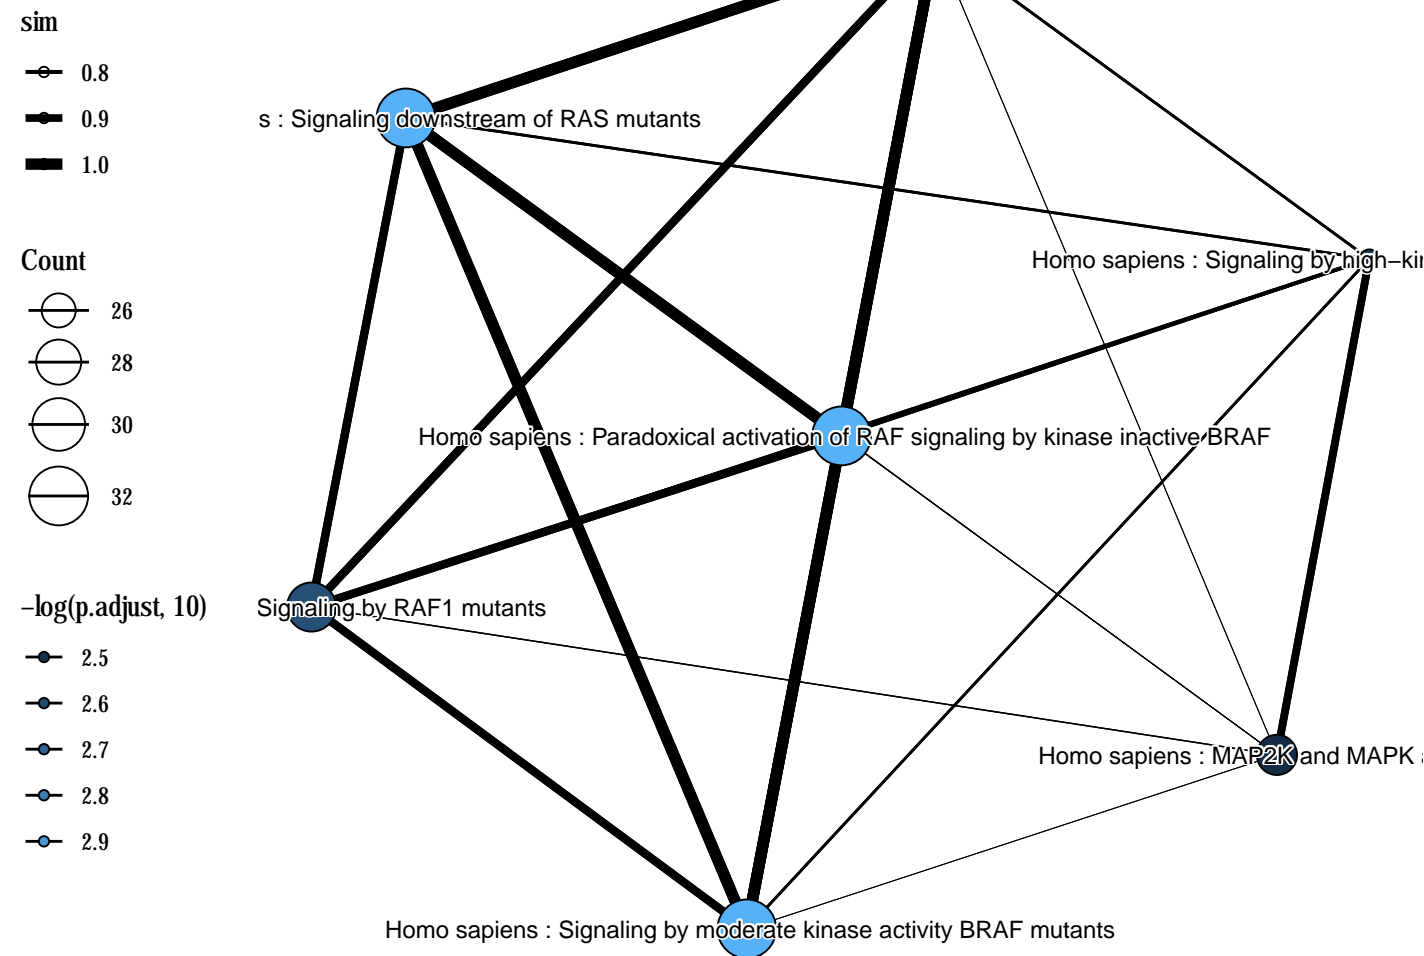 sim
0.8
0.9
1.0
Count
26
28
30
32
−log(p.adjust, 10)
2.5
2.6
2.7
2.8
2.9
s : Signaling downstream of RAS mutants
Homo sapiens : Signaling by high−kin
Homo sapiens : Paradoxical activation of RAF signaling by kinase inactive BRAF
Signaling by RAF1 mutants
Homo sapiens : MAP2K and MAPK
Homo sapiens : Signaling by moderate kinase activity BRAF mutants